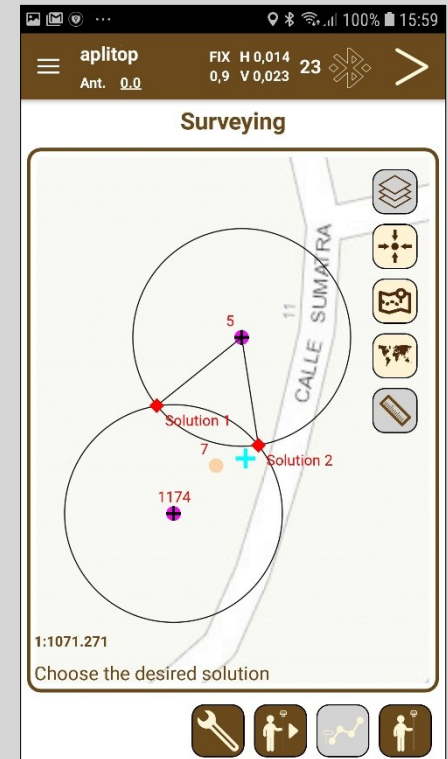 100% 15:59
aplitop
FIX H 0,014
23
Ant. 0.0
0,9 V 0,023
Surveying
5
11
CALLE SUMATRA
Solution 1
7
Solution 2
1174
1:1071.271
Choose the desired solution